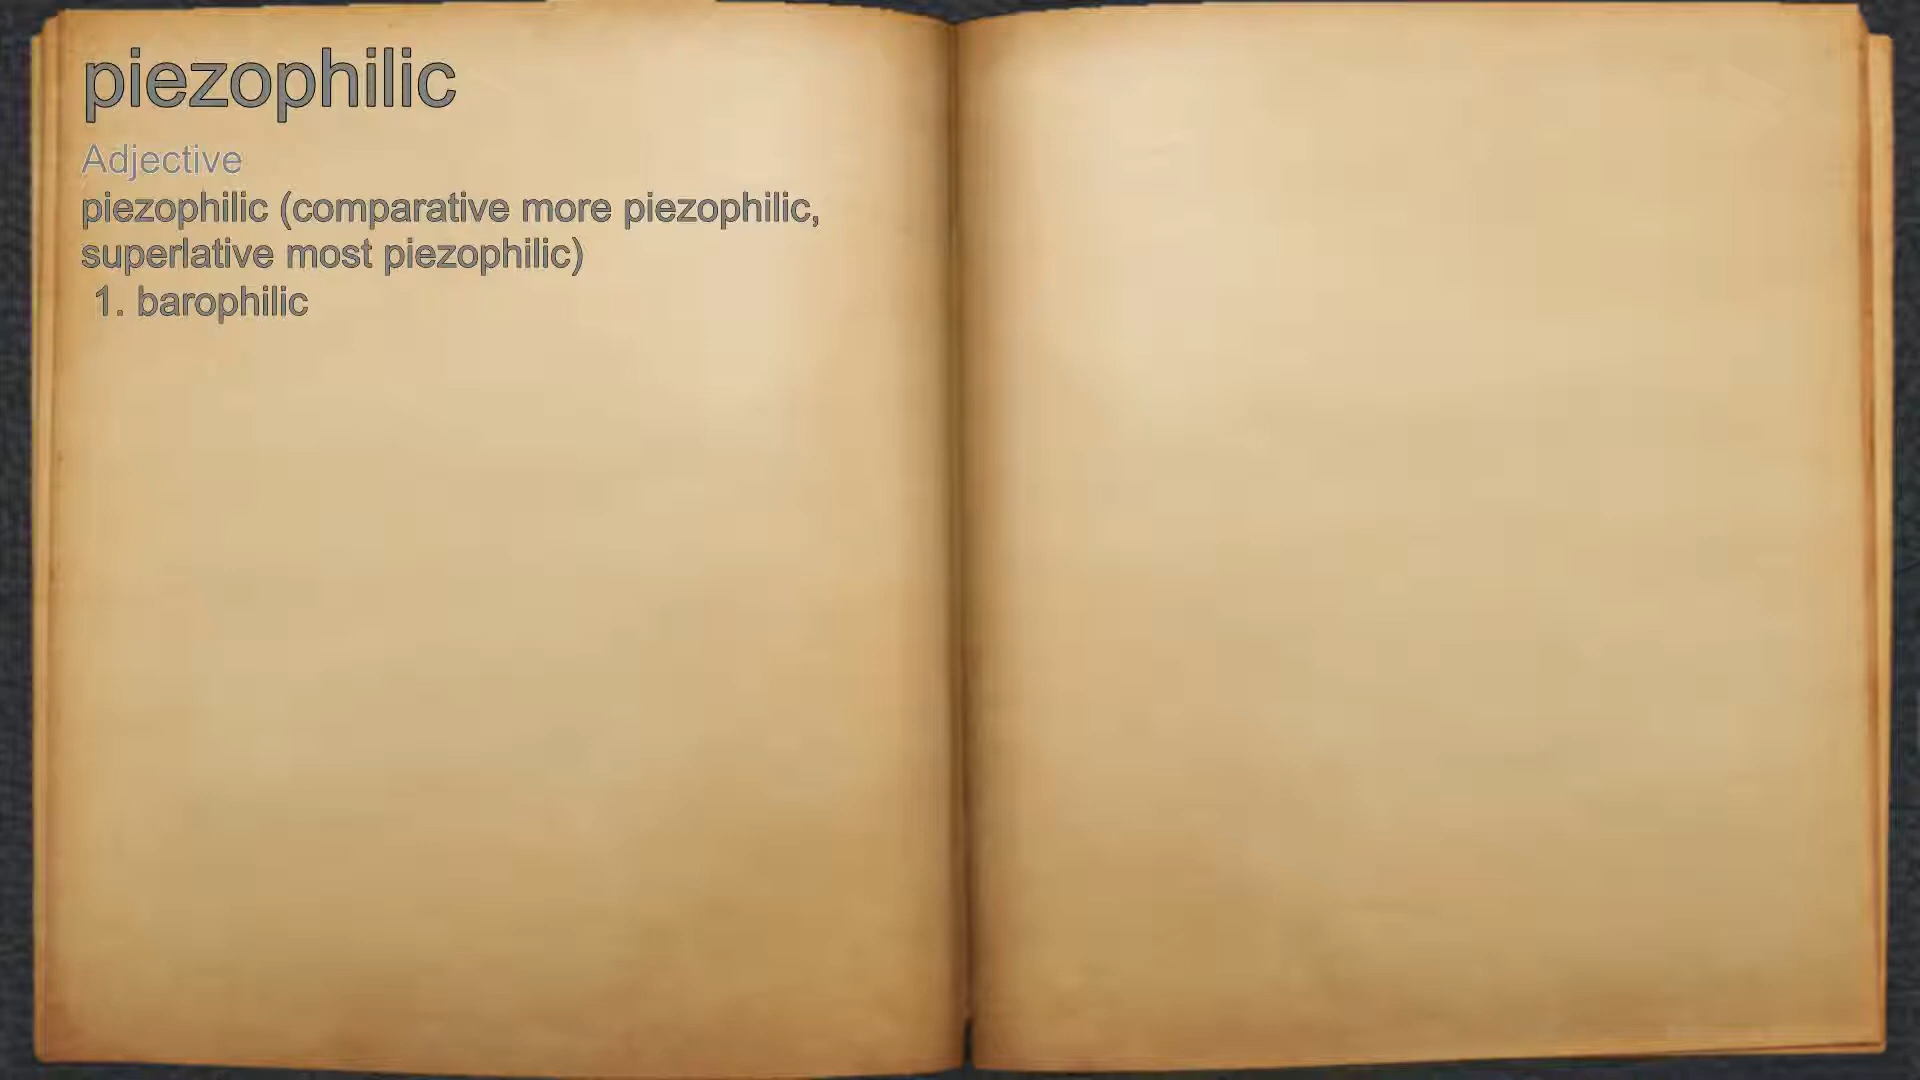 piezophilic
Adjective
piezophilic (comparative more piezophilic,
superlative most piezophilic)
1. barophilic